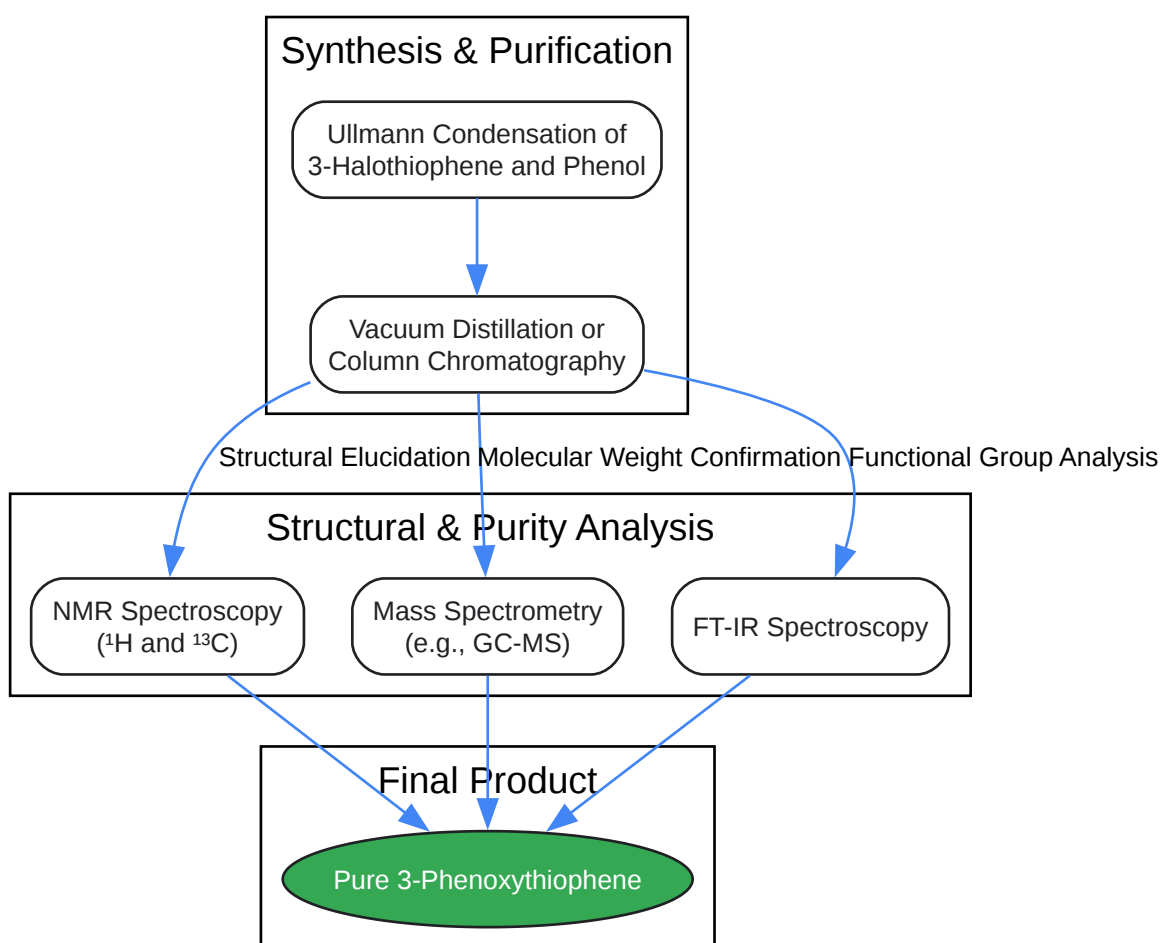 Synthesis & Purification
Ullmann Condensation of
3-Halothiophene and Phenol
Vacuum Distillation or
Column Chromatography
Structural Elucidation
Molecular Weight Confirmation
Functional Group Analysis
Structural & Purity Analysis
NMR Spectroscopy
(¹H and ¹³C)
Mass Spectrometry
(e.g., GC-MS)
FT-IR Spectroscopy
Final Product
Pure 3-Phenoxythiophene